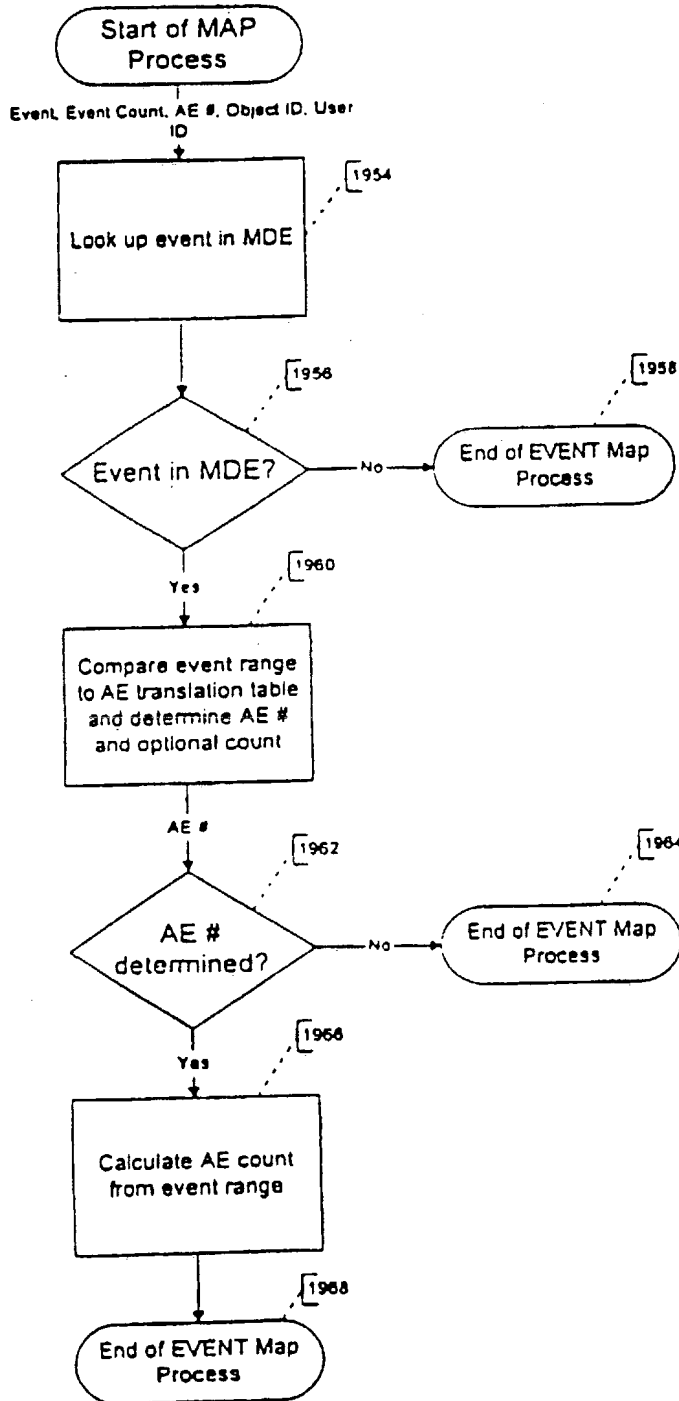 Start of MAP
Process
Event, Event Count, AE #, Object ID, User
ID
1954
Look up event in MDE
1956
1958
Event in MDE?
No
End of EVENT Map
Process
Yes
1960
Compare event range
to AE translation table
and determine AE #
and optional count
AE #
1962
1964
AE #
determined?
No
End of EVENT Map
Process
Yes
1966
Calculate AE count
from event range
1968
End of EVENT Map
Process